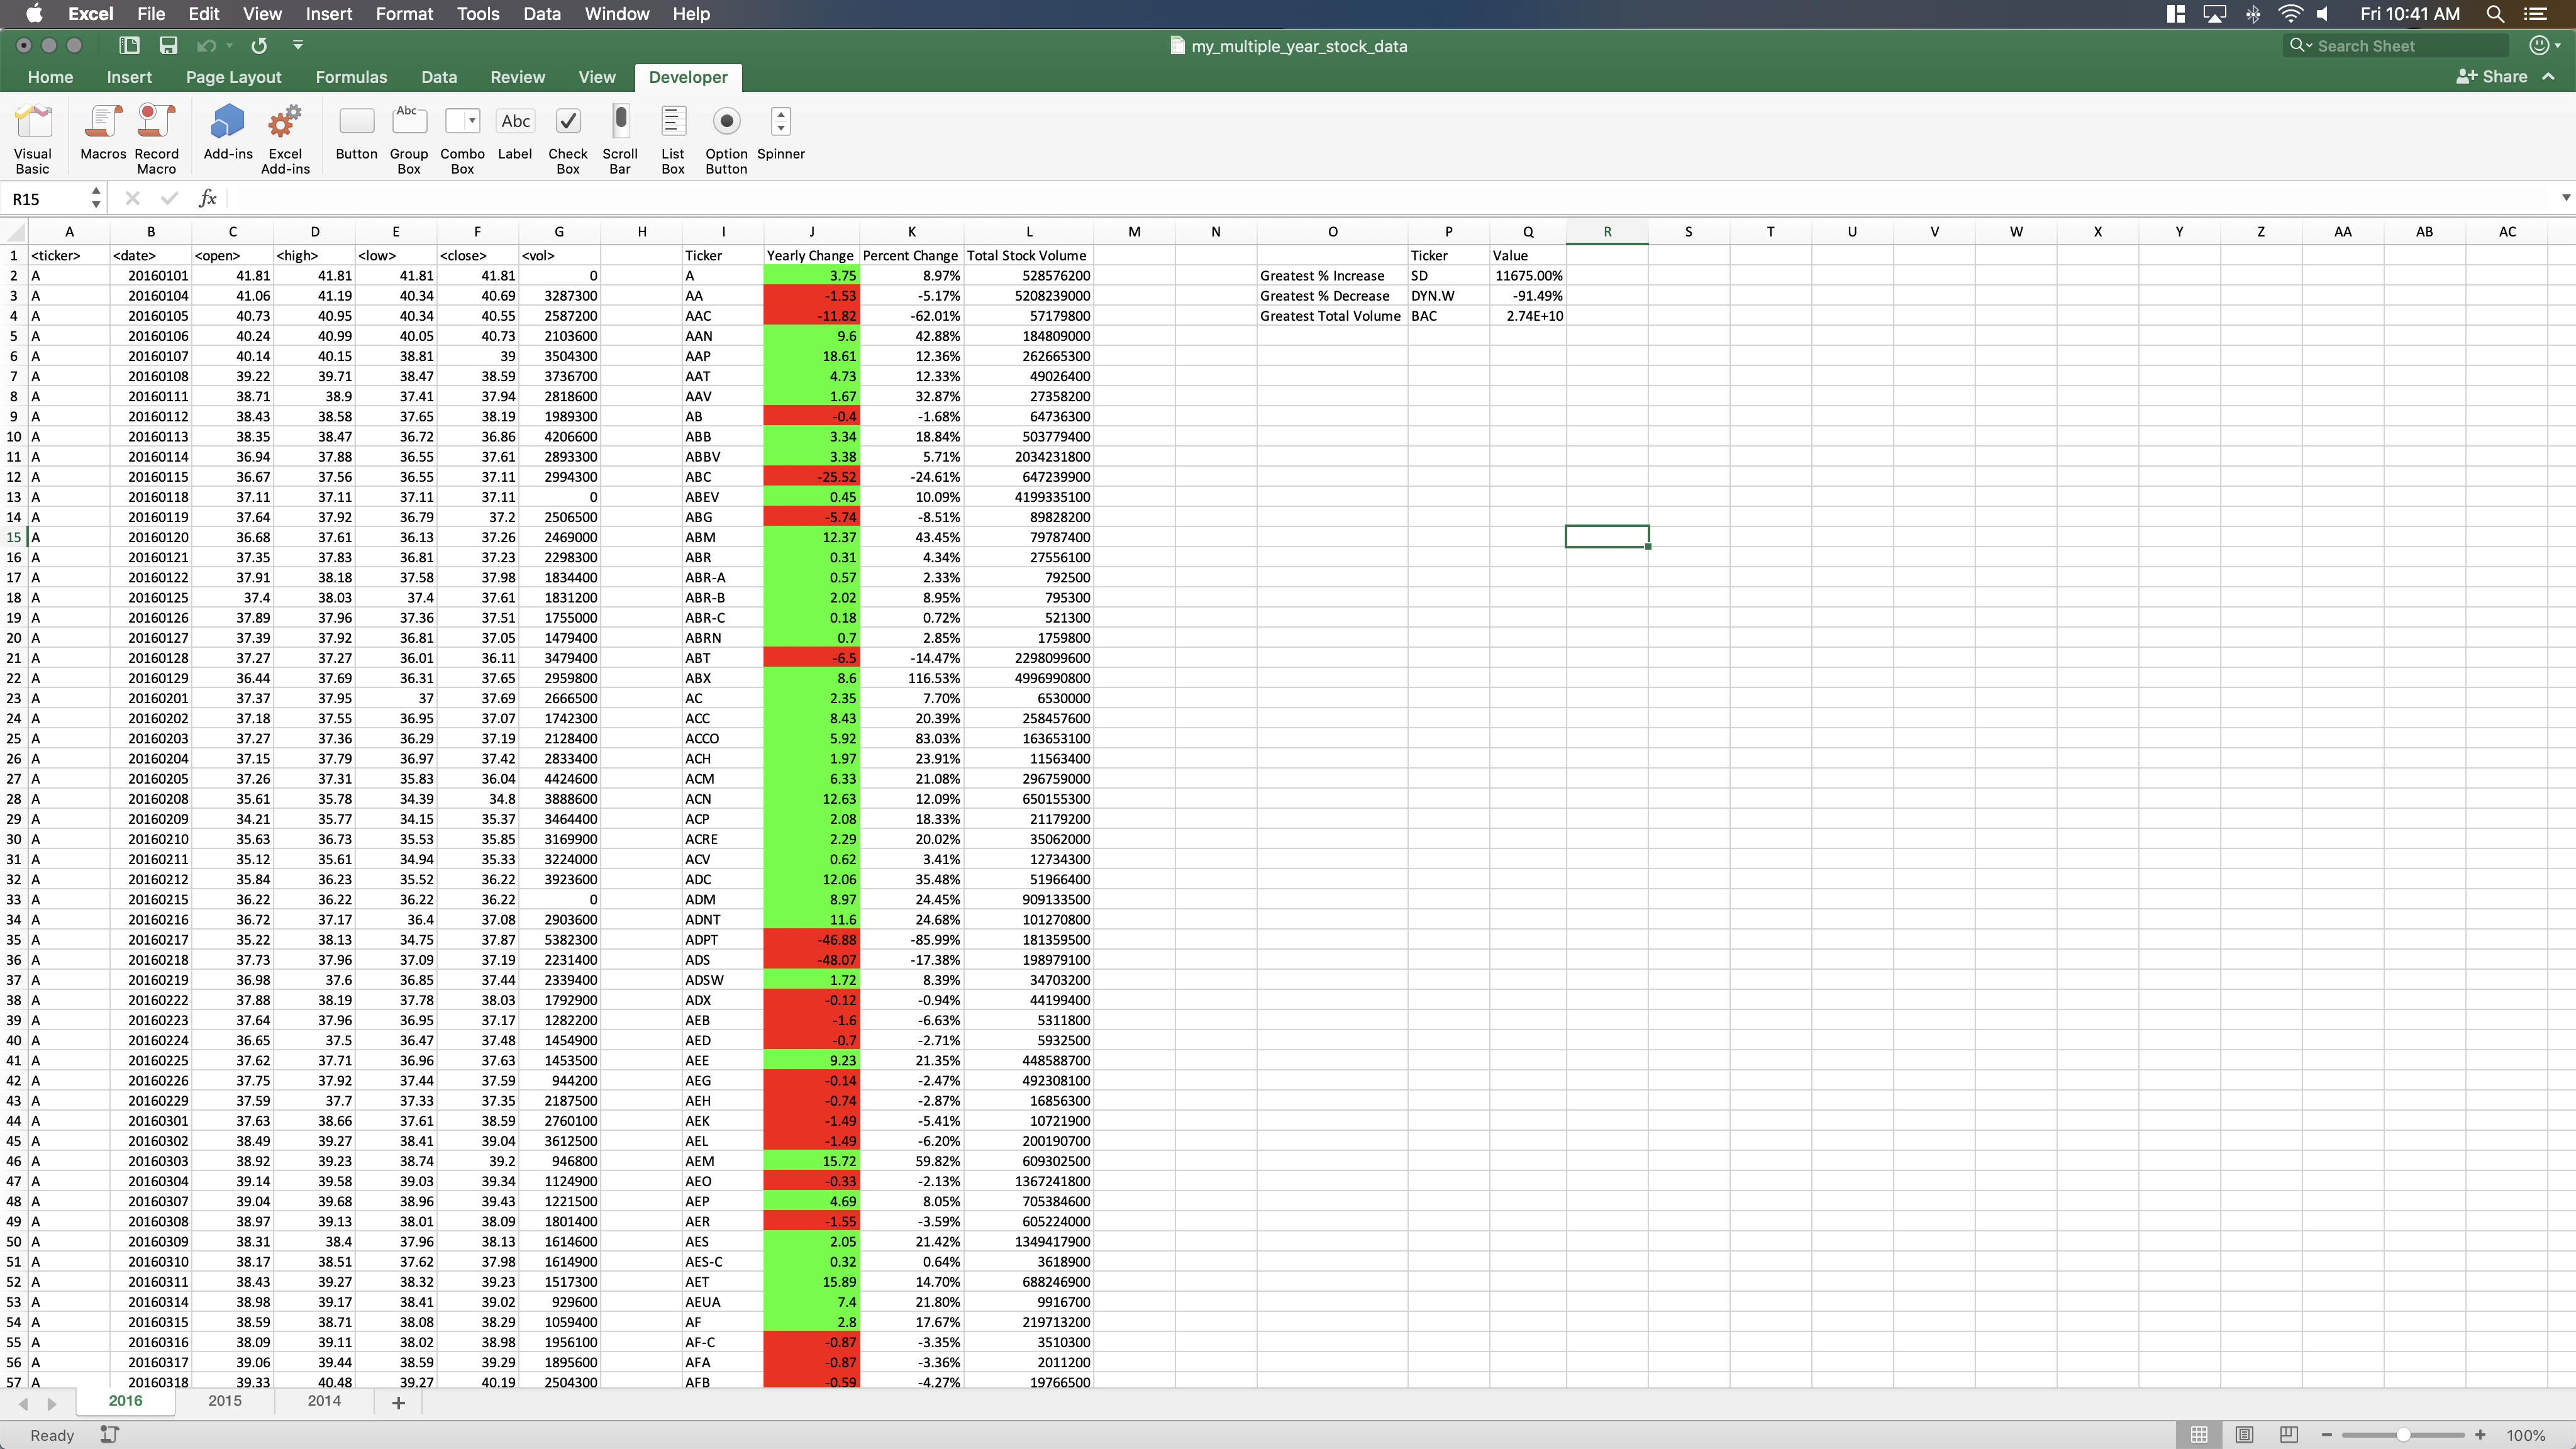 Excel File Edit View Insert Format Tools Data Window Help Fri 10:41 AM
my_multiple_year_stock_data Search Sheet
Home Insert Page Layout Formulas Data Review View Developer Share
Abc Abc
Visual Basic Macros Record Macro Add-ins Excel Add-ins Button Group Box Combo Box Label Check Box Scroll Bar List Box Option Button Spinner
R15 fx
A B C D E F G H I J K L M N O P Q R S T U V W X Y Z AA AB AC
1 <ticker> <date> <open> <high> <low> <close> <vol> Ticker Yearly Change Percent Change Total Stock Volume Ticker Value
2 A 20160101 41.81 41.81 41.81 41.81 0 A 3.75 8.97% 528576200 Greatest % Increase SD 11675.00%
3 A 20160104 41.06 41.19 40.34 40.69 3287300 AA -1.53 -5.17% 5208239000 Greatest % Decrease DYN.W -91.49%
4 A 20160105 40.73 40.95 40.34 40.55 2587200 AAC -11.82 -62.01% 57179800 Greatest Total Volume BAC 2.74E+10
5 A 20160106 40.24 40.99 40.05 40.73 2103600 AAN 9.6 42.88% 184809000
6 A 20160107 40.14 40.15 38.81 39 3504300 AAP 18.61 12.36% 262665300
7 A 20160108 39.22 39.71 38.47 38.59 3736700 AAT 4.73 12.33% 49026400
8 A 20160111 38.71 38.9 37.41 37.94 2818600 AAV 1.67 32.87% 27358200
9 A 20160112 38.43 38.58 37.65 38.19 1989300 AB -0.4 -1.68% 64736300
10 A 20160113 38.35 38.47 36.72 36.86 4206600 ABB 3.34 18.84% 503779400
11 A 20160114 36.94 37.88 36.55 37.61 2893300 ABBV 3.38 5.71% 2034231800
12 A 20160115 36.67 37.56 36.55 37.11 2994300 ABC -25.52 -24.61% 647239900
13 A 20160118 37.11 37.11 37.11 37.11 0 ABEV 0.45 10.09% 4199335100
14 A 20160119 37.64 37.92 36.79 37.2 2506500 ABG -5.74 -8.51% 89828200
15 A 20160120 36.68 37.61 36.13 37.26 2469000 ABM 12.37 43.45% 79787400
16 A 20160121 37.35 37.83 36.81 37.23 2298300 ABR 0.31 4.34% 27556100
17 A 20160122 37.91 38.18 37.58 37.98 1834400 ABR-A 0.57 2.33% 792500
18 A 20160125 37.4 38.03 37.4 37.61 1831200 ABR-B 2.02 8.95% 795300
19 A 20160126 37.89 37.96 37.36 37.51 1755000 ABR-C 0.18 0.72% 521300
20 A 20160127 37.39 37.92 36.81 37.05 1479400 ABRN 0.7 2.85% 1759800
21 A 20160128 37.27 37.27 36.01 36.11 3479400 ABT -6.5 -14.47% 2298099600
22 A 20160129 36.44 37.69 36.31 37.65 2959800 ABX 8.6 116.53% 4996990800
23 A 20160201 37.37 37.95 37 37.69 2666500 AC 2.35 7.70% 6530000
24 A 20160202 37.18 37.55 36.95 37.07 1742300 ACC 8.43 20.39% 258457600
25 A 20160203 37.27 37.36 36.29 37.19 2128400 ACCO 5.92 83.03% 163653100
26 A 20160204 37.15 37.79 36.97 37.42 2833400 ACH 1.97 23.91% 11563400
27 A 20160205 37.26 37.31 35.83 36.04 4424600 ACM 6.33 21.08% 296759000
28 A 20160208 35.61 35.78 34.39 34.8 3888600 ACN 12.63 12.09% 650155300
29 A 20160209 34.21 35.77 34.15 35.37 3464400 ACP 2.08 18.33% 21179200
30 A 20160210 35.63 36.73 35.53 35.85 3169900 ACRE 2.29 20.02% 35062000
31 A 20160211 35.12 35.61 34.94 35.33 3224000 ACV 0.62 3.41% 12734300
32 A 20160212 35.84 36.23 35.52 36.22 3923600 ADC 12.06 35.48% 51966400
33 A 20160215 36.22 36.22 36.22 36.22 0 ADM 8.97 24.45% 909133500
34 A 20160216 36.72 37.17 36.4 37.08 2903600 ADNT 11.6 24.68% 101270800
35 A 20160217 35.22 38.13 34.75 37.87 5382300 ADPT -46.88 -85.99% 181359500
36 A 20160218 37.73 37.96 37.09 37.19 2231400 ADS -48.07 -17.38% 198979100
37 A 20160219 36.98 37.6 36.85 37.44 2339400 ADSW 1.72 8.39% 34703200
38 A 20160222 37.88 38.19 37.78 38.03 1792900 ADX -0.12 -0.94% 44199400
39 A 20160223 37.64 37.96 36.95 37.17 1282200 AEB -1.6 -6.63% 5311800
40 A 20160224 36.65 37.5 36.47 37.48 1454900 AED -0.7 -2.71% 5932500
41 A 20160225 37.62 37.71 36.96 37.63 1453500 AEE 9.23 21.35% 448588700
42 A 20160226 37.75 37.92 37.44 37.59 944200 AEG -0.14 -2.47% 492308100
43 A 20160229 37.59 37.7 37.33 37.35 2187500 AEH -0.74 -2.87% 16856300
44 A 20160301 37.63 38.66 37.61 38.59 2760100 AEK -1.49 -5.41% 10721900
45 A 20160302 38.49 39.27 38.41 39.04 3612500 AEL -1.49 -6.20% 200190700
46 A 20160303 38.92 39.23 38.74 39.2 946800 AEM 15.72 59.82% 609302500
47 A 20160304 39.14 39.58 39.03 39.34 1124900 AEO -0.33 -2.13% 1367241800
48 A 20160307 39.04 39.68 38.96 39.43 1221500 AEP 4.69 8.05% 705384600
49 A 20160308 38.97 39.13 38.01 38.09 1801400 AER -1.55 -3.59% 605224000
50 A 20160309 38.31 38.4 37.96 38.13 1614600 AES 2.05 21.42% 1349417900
51 A 20160310 38.17 38.51 37.62 37.98 1614900 AES-C 0.32 0.64% 3618900
52 A 20160311 38.43 39.27 38.32 39.23 1517300 AET 15.89 14.70% 688246900
53 A 20160314 38.98 39.17 38.41 39.02 929600 AEUA 7.4 21.80% 9916700
54 A 20160315 38.59 38.71 38.08 38.29 1059400 AF 2.8 17.67% 219713200
55 A 20160316 38.09 39.11 38.02 38.98 1956100 AF-C -0.87 -3.35% 3510300
56 A 20160317 39.06 39.44 38.59 39.29 1895600 AFA -0.87 -3.36% 2011200
57 A 20160318 39.33 40.48 39.27 40.19 2504300 AFB -0.59 -4.27% 19766500
2016 2015 2014
Ready 100%